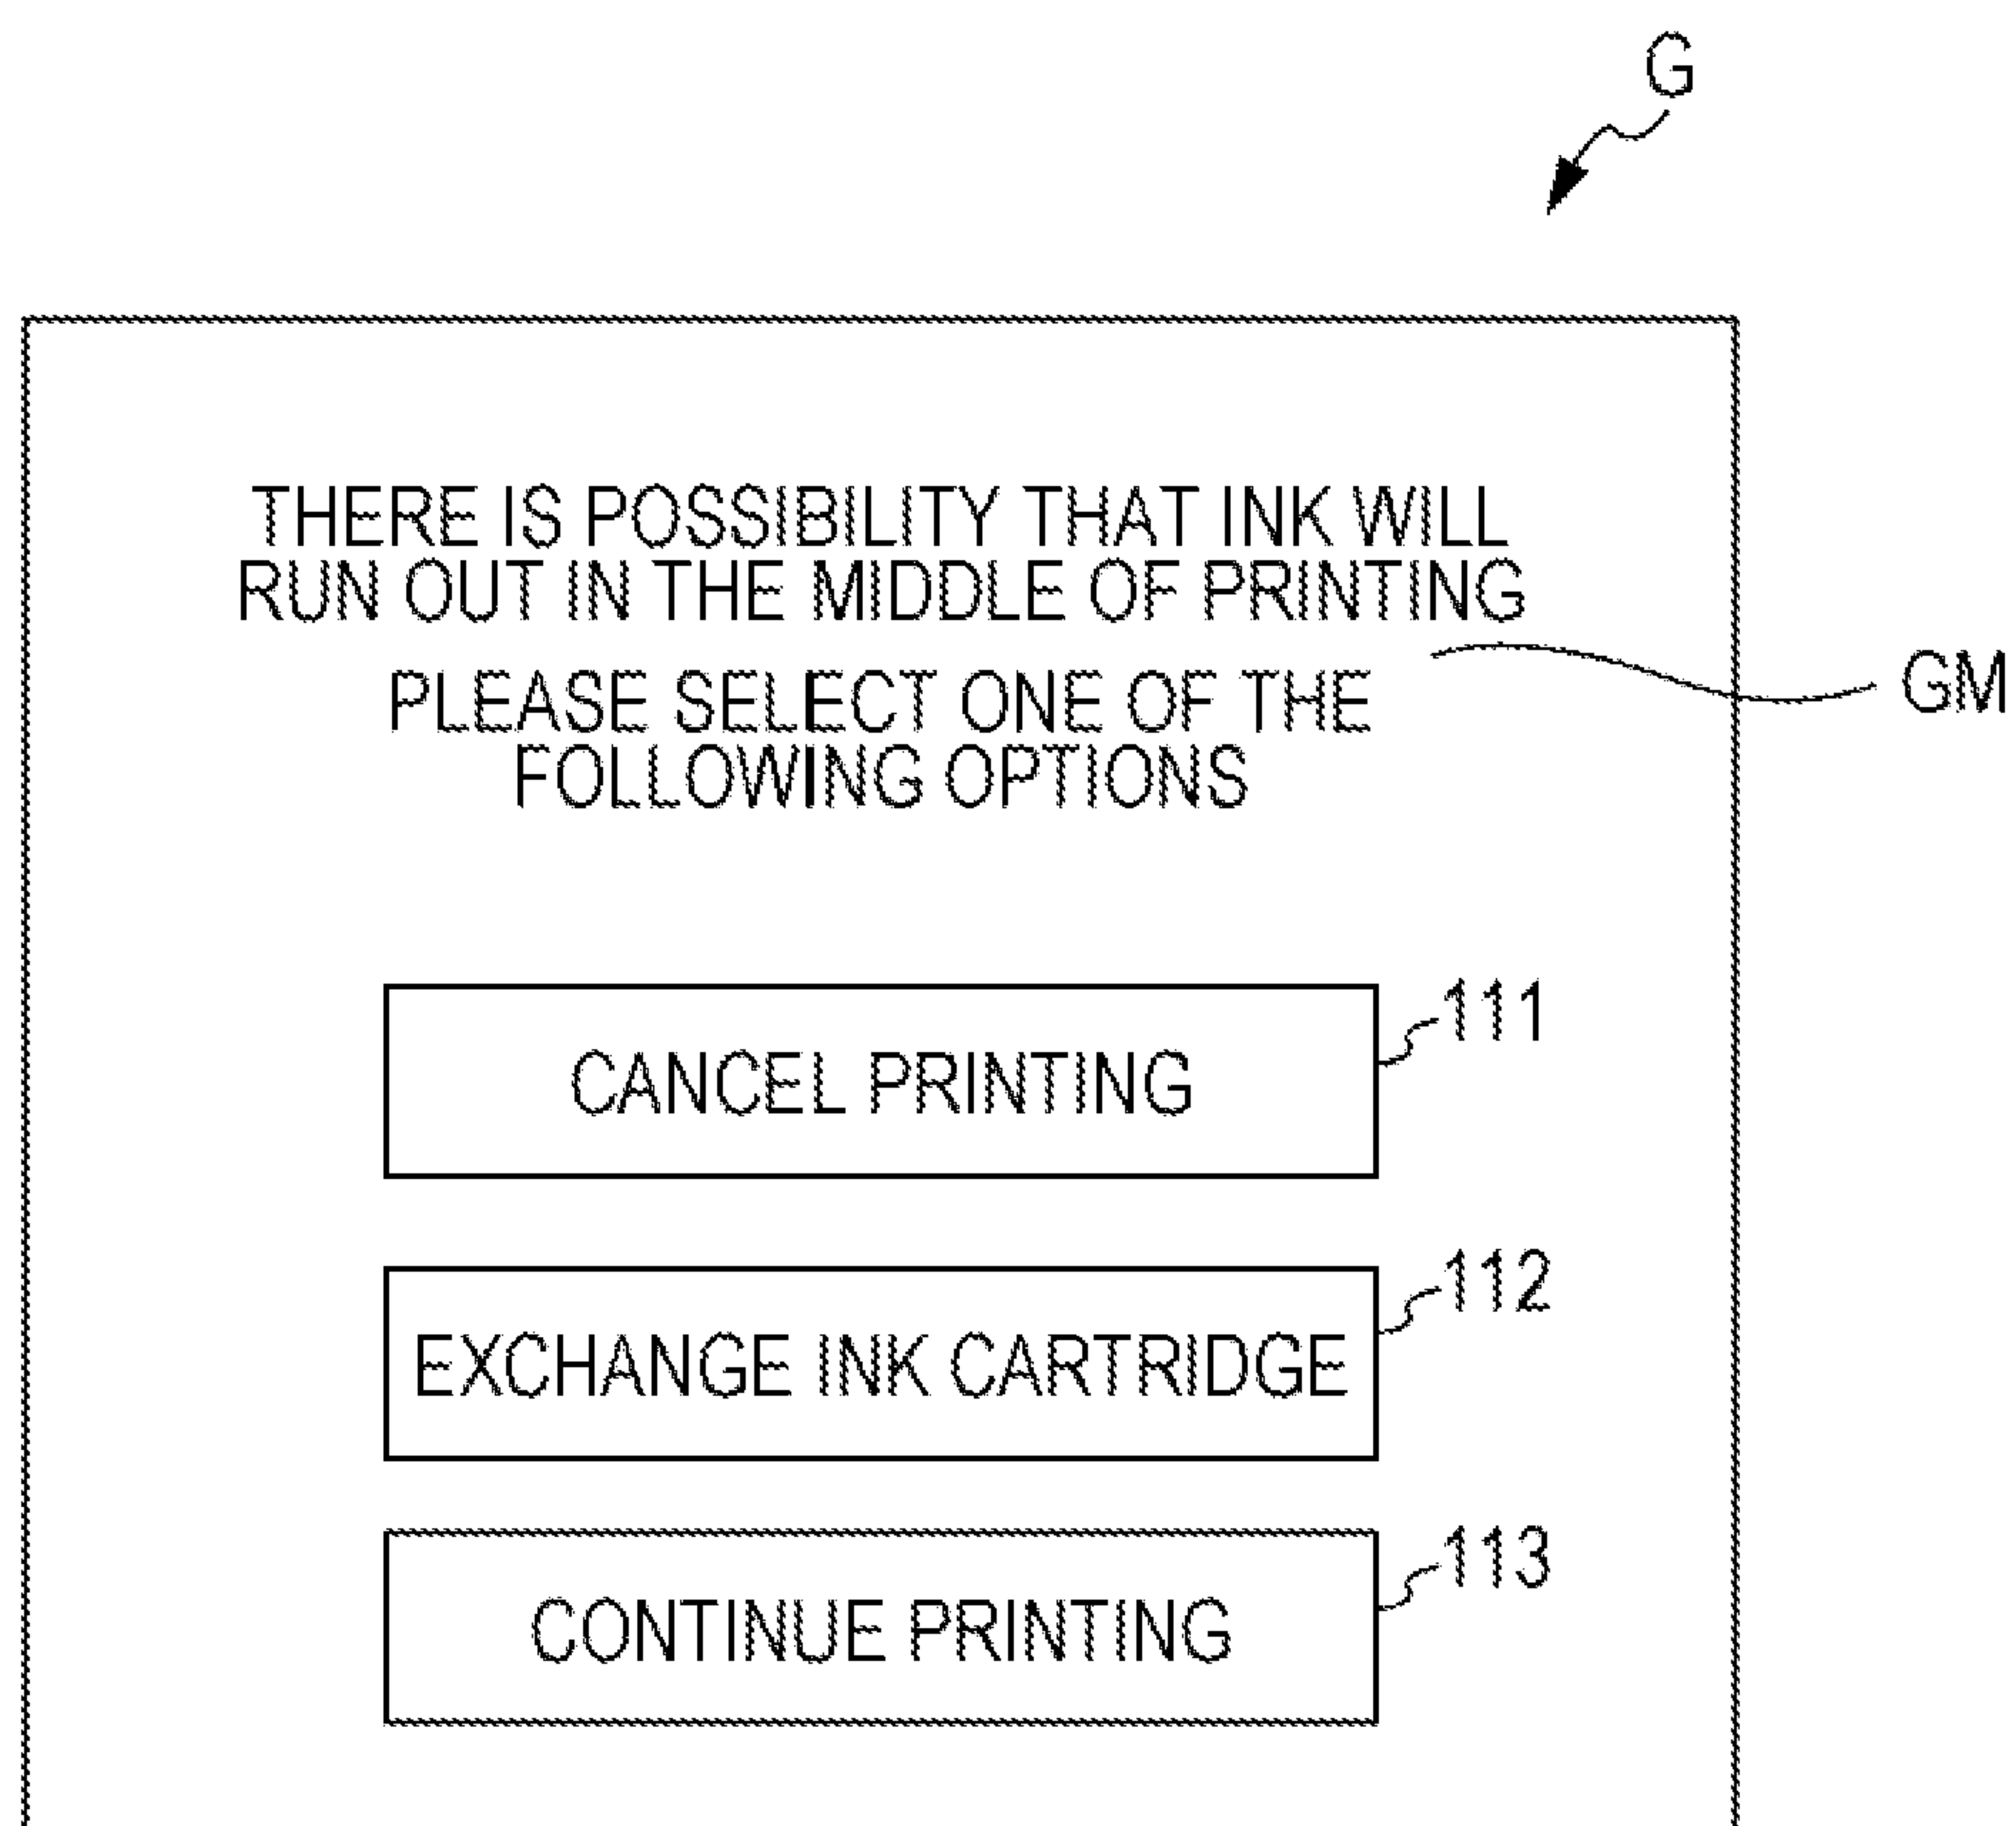 G
THERE IS POSSIBILITY THAT INK WILL
RUN OUT IN THE MIDDLE OF PRINTING
GM
PLEASE SELECT ONE OF THE
FOLLOWING OPTIONS
111
CANCEL PRINTING
112
EXCHANGE INK CARTRIDGE
113
CONTINUE PRINTING